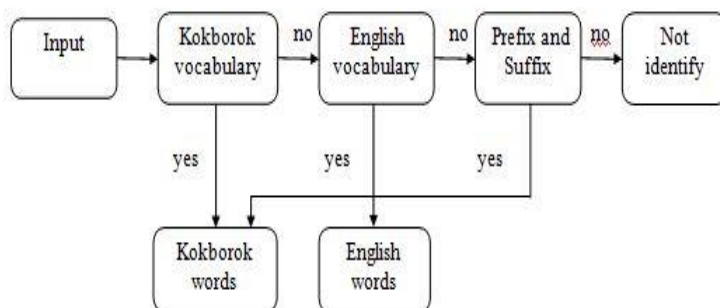 Input
Kokborok
vocabulary
no
English
vocabulary
no
Prefix and
Suffix
no
Not
identify
yes
yes
yes
Kokborok
words
English
words